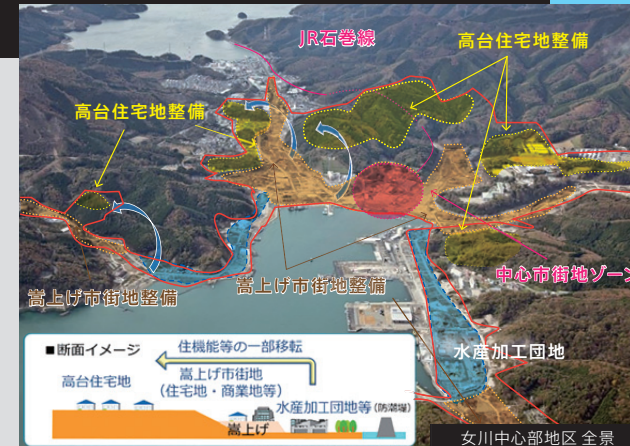 JR石巻線
高台住宅地整備
高台住宅地整備
嵩上げ市街地整備
嵩上げ市街地整備
中心市街地ゾーン
水産加工団地
■断面イメージ
住機能等の一部移転
高台住宅地
嵩上げ市街地
(住宅地・商業地等)
水産加工団地等(防潮堤)
嵩上げ
女川中心部地区 全景